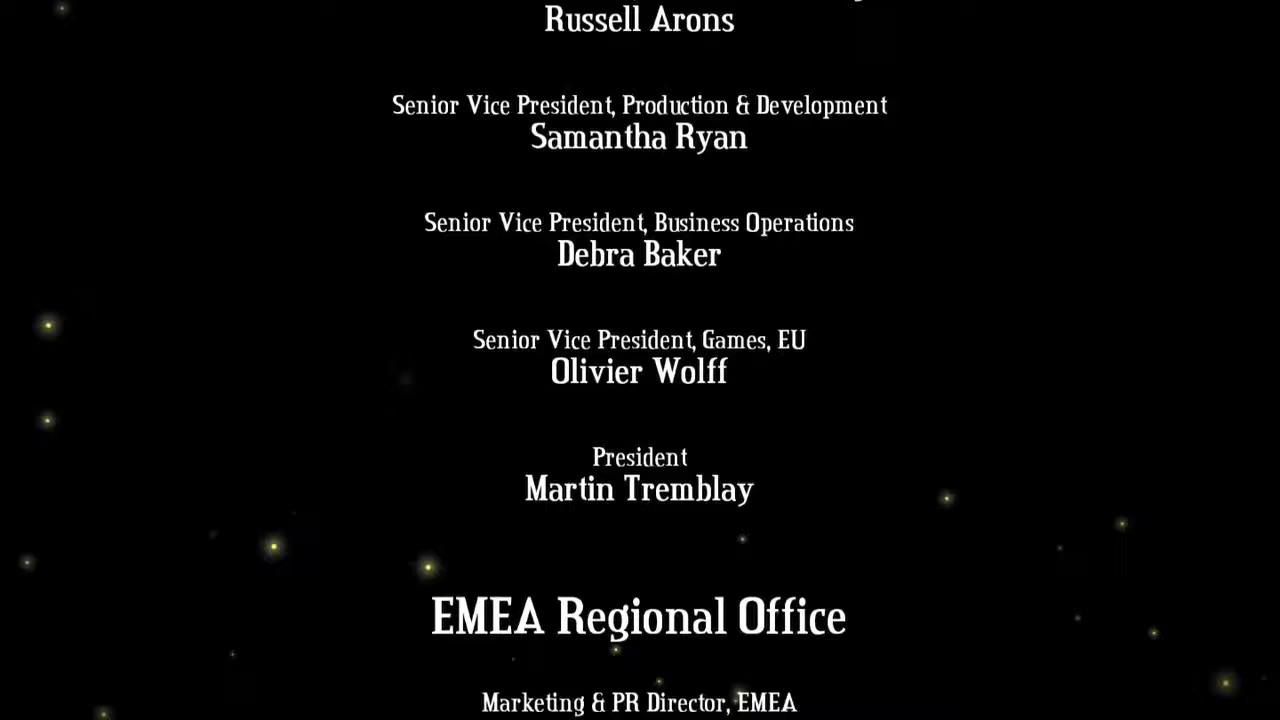 Russell Arons
Senior Vice President, Production & Development
Samantha Ryan
Senior Vice President, Business Operations
Debra Baker
Senior Vice President, Games, EU
Olivier Wolff
President
Martin Tremblay
EMEA Regional Office
Marketing & PR Director, EMEA